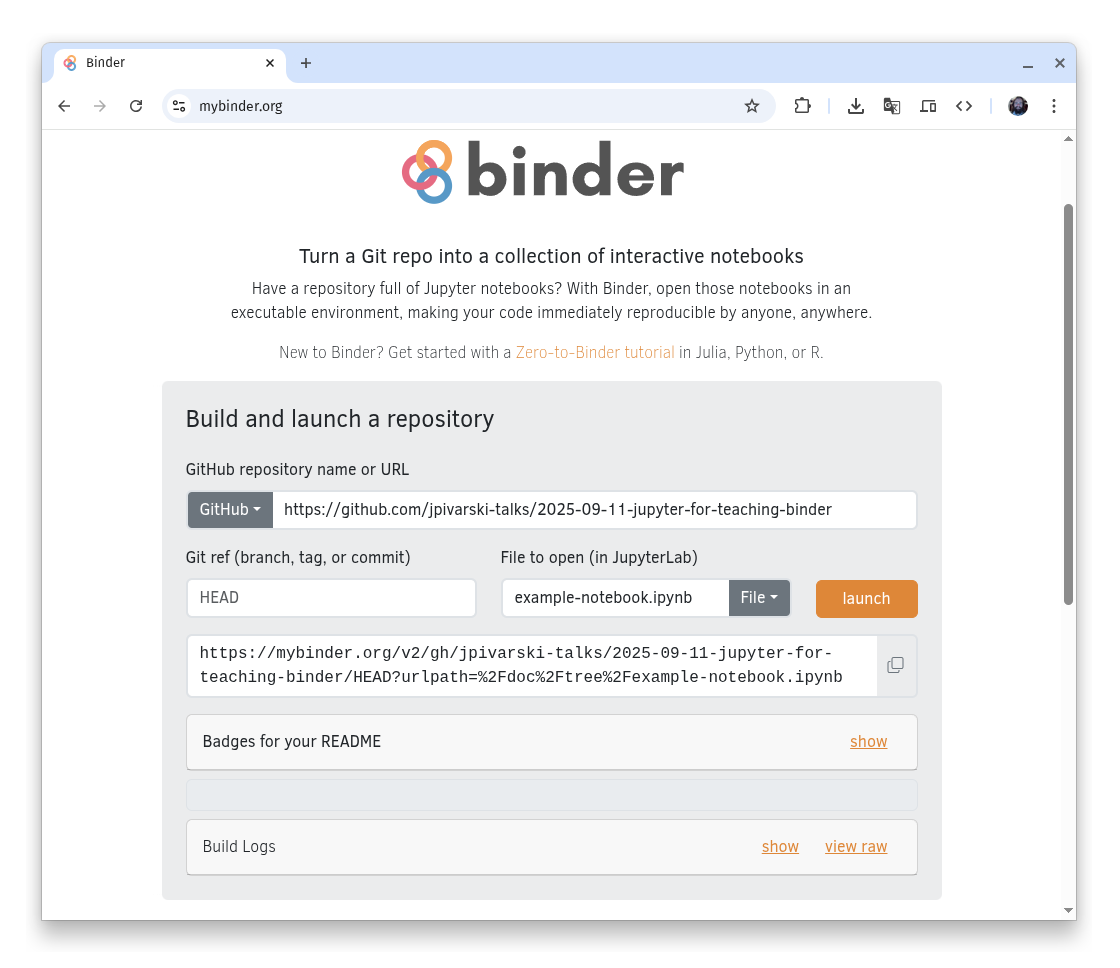 Binder
mybinder.org
binder
Turn a Git repo into a collection of interactive notebooks
Have a repository full of Jupyter notebooks? With Binder, open those notebooks in an
executable environment, making your code immediately reproducible by anyone, anywhere.
New to Binder? Get started with a Zero-to-Binder tutorial in Julia, Python, or R.
Build and launch a repository
GitHub repository name or URL
GitHub https://github.com/jpivarski-talks/2025-09-11-jupyter-for-teaching-binder
Git ref (branch, tag, or commit) File to open (in JupyterLab)
HEAD example-notebook.ipynb File launch
https://mybinder.org/v2/gh/jpivarski-talks/2025-09-11-jupyter-for-
teaching-binder/HEAD?urlpath=%2Fdoc%2Ftree%2Fexample-notebook.ipynb
Badges for your README show
Build Logs show view raw